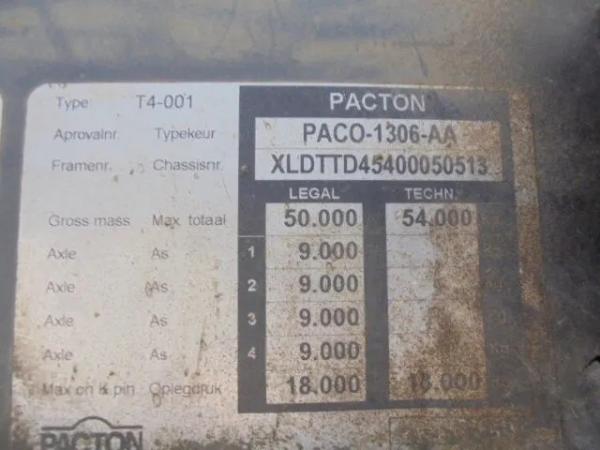 Type T4-001 PACTON
Aprovalnr. Typekeur PACO-1306-AA
Framenr. Chassisnr. XLDTTD45400050513
LEGAL TECHN.
Gross mass Max totaal 50.000 54.000
Axle As 1 9.000
Axle As 2 9.000
Axle As 3 9.000
Axle As 4 9.000
Max on k pin Oplegdruk 18.000 18.000
PACTON